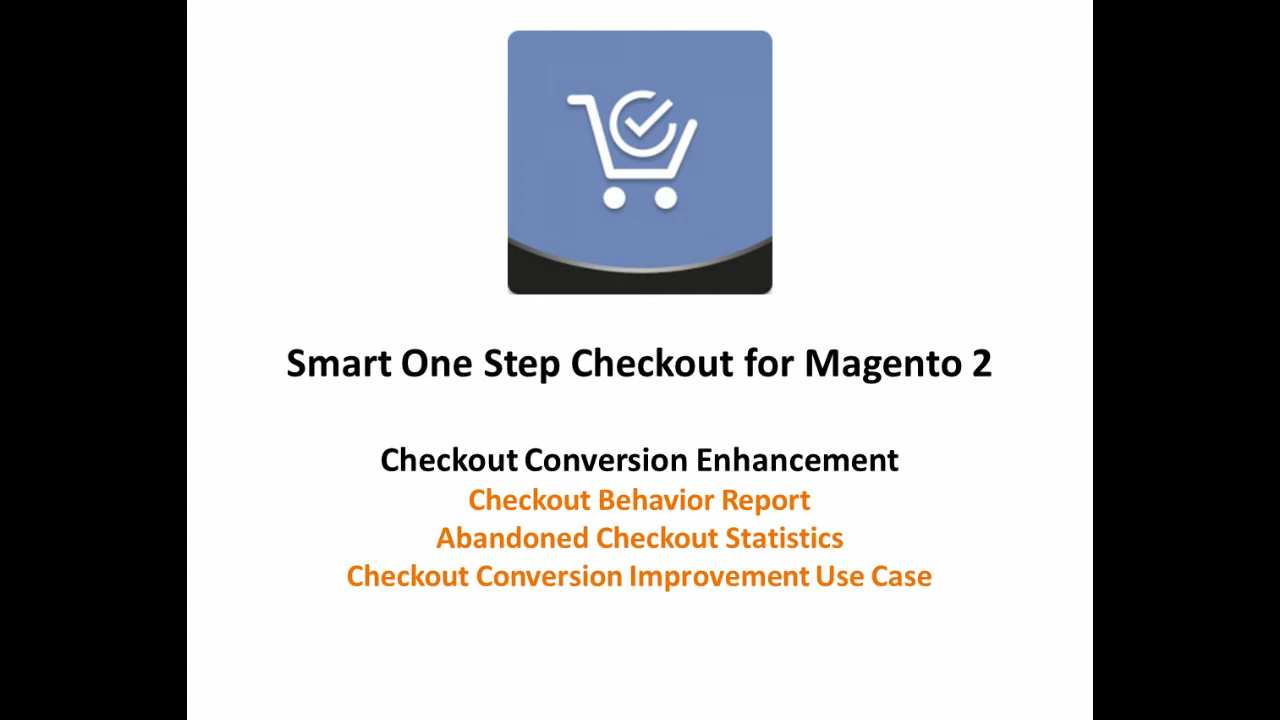 Smart One Step Checkout for Magento 2
Checkout Conversion Enhancement
Checkout Behavior Report
Abandoned Checkout Statistics
Checkout Conversion Improvement Use Case